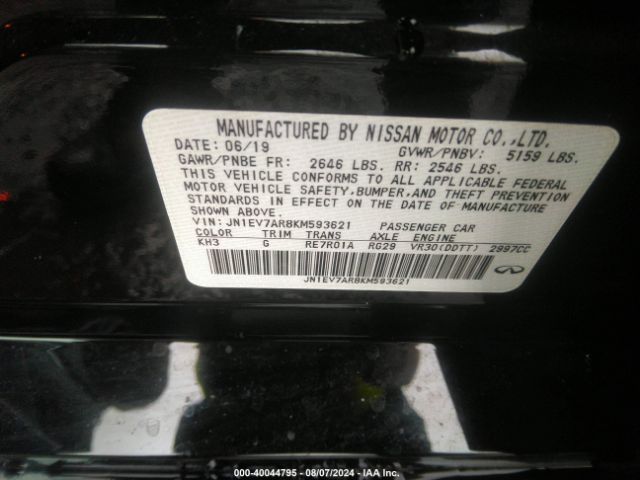 MANUFACTURED BY NISSAN MOTOR CO.,LTD.
DATE: 06/19 GVWR/PNBV: 5159 LBS.
GAWR/PNBE FR: 2646 LBS. RR: 2546 LBS.
THIS VEHICLE CONFORMS TO ALL APPLICABLE FEDERAL
MOTOR VEHICLE SAFETY,BUMPER,AND THEFT PREVENTION
STANDARDS IN EFFECT ON THE DATE OF MANUFACTURE
SHOWN ABOVE.
VIN: JN1EV7AR8KM593621 PASSENGER CAR
COLOR TRIM TRANS AXLE ENGINE
KH3 G RE7R01A RG29 VR30(DDTT) 2997CC
JN1EV7AR8KM593621
000-40044795 - 08/07/2024 - IAA Inc.